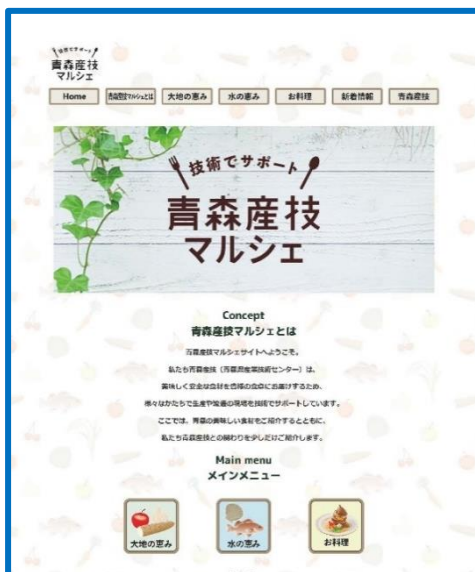 技術でサポート
青森産技
マルシェ
Home
青森産技マルシェとは
大地の恵み
水の恵み
お料理
新着情報
青森産技
技術でサポート
青森産技
マルシェ
Concept
青森産技マルシェとは
青森産技マルシェサイトへようこそ。
私たち青森産技（青森県産業技術センター）は、
美味しく安全な食材を皆様の食卓にお届けするため、
様々なかたちで生産や製造の現場を技術でサポートしています。
ここでは、青森の美味しい食材をご紹介するとともに、
私たち青森産技との関わりを少しだけご紹介します。
Main menu
メインメニュー
大地の恵み
水の恵み
お料理